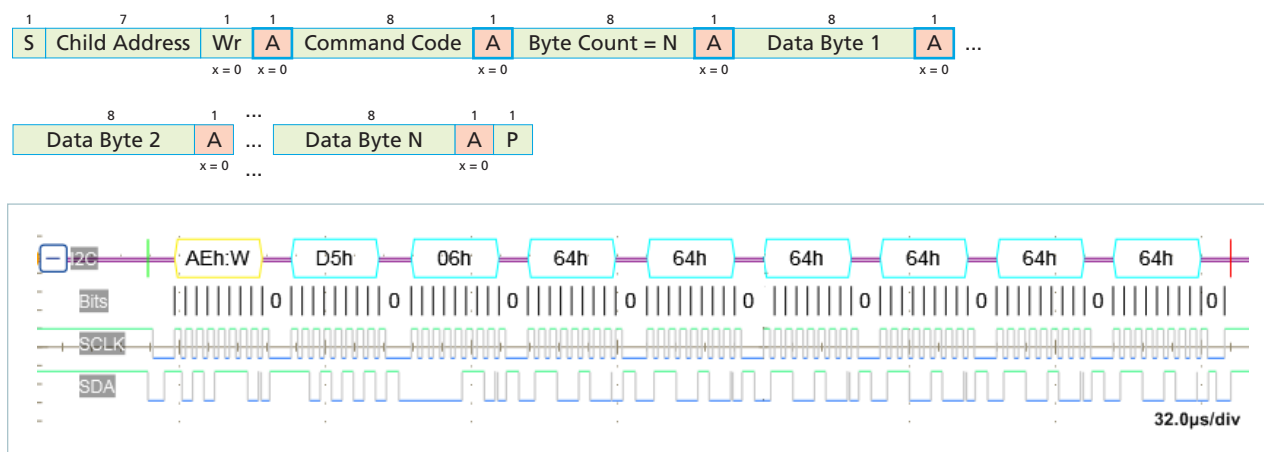 1 7 1 1 8 1 8 1 8 1
S Child Address Wr A Command Code A Byte Count = N A Data Byte 1 A ...
x = 0 x = 0 x = 0 x = 0 x = 0
8 1 ... 8 1 1
Data Byte 2 A ... Data Byte N A P
x = 0 ... x = 0
I2C AEh:W D5h 06h 64h 64h 64h 64h 64h 64h
Bits 0 0 0 0 0 0 0 0 0
SCLK
SDA
32.0µs/div